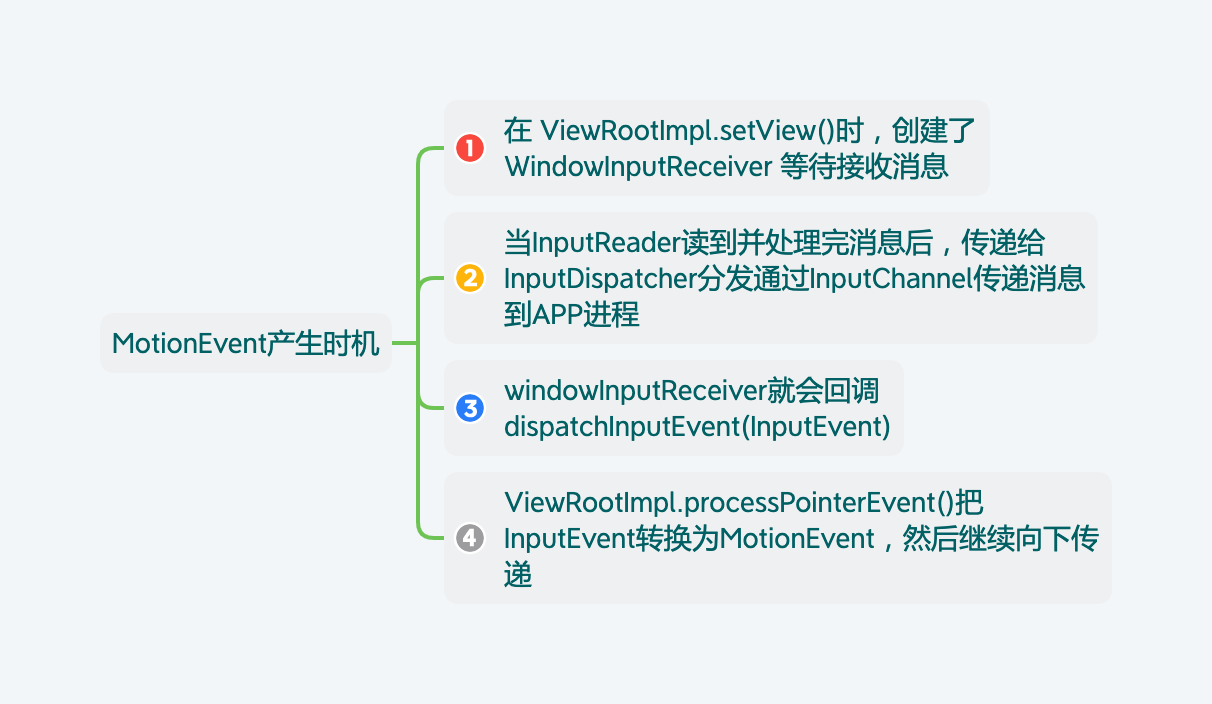 MotionEvent产生时机
1
在 ViewRootImpl.setView()时，创建了
WindowInputReceiver 等待接收消息
2
当InputReader读到并处理完消息后，传递给
InputDispatcher分发通过InputChannel传递消息
到APP进程
3
windowInputReceiver就会回调
dispatchInputEvent(InputEvent)
4
ViewRootImpl.processPointerEvent()把
InputEvent转换为MotionEvent，然后继续向下传
递